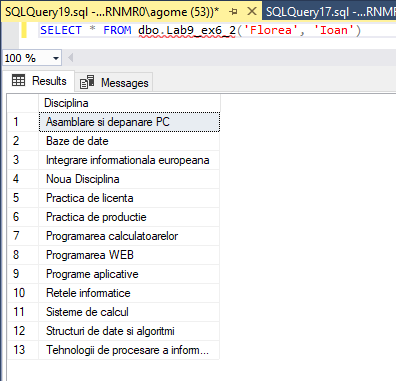 SQLQuery19.sql -...RNMR0\agome (53))* SQLQuery17.sql -...RNM
SELECT * FROM dbo.Lab9_ex6_2('Florea', 'Ioan')
100 %
Results Messages
Disciplina
1 Asamblare si depanare PC
2 Baze de date
3 Integrare informationala europeana
4 Noua Disciplina
5 Practica de licenta
6 Practica de productie
7 Programarea calculatoarelor
8 Programarea WEB
9 Programe aplicative
10 Retele informatice
11 Sisteme de calcul
12 Structuri de date si algoritmi
13 Tehnologii de procesare a inform...